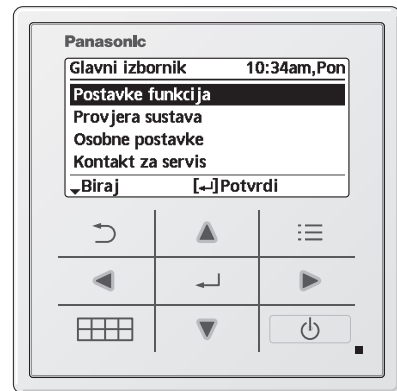 Panasonic
Glavni izbornik 10:34am,Pon
Postavke funkcija
Provjera sustava
Osobne postavke
Kontakt za servis
Biraj [↵]Potvrdi